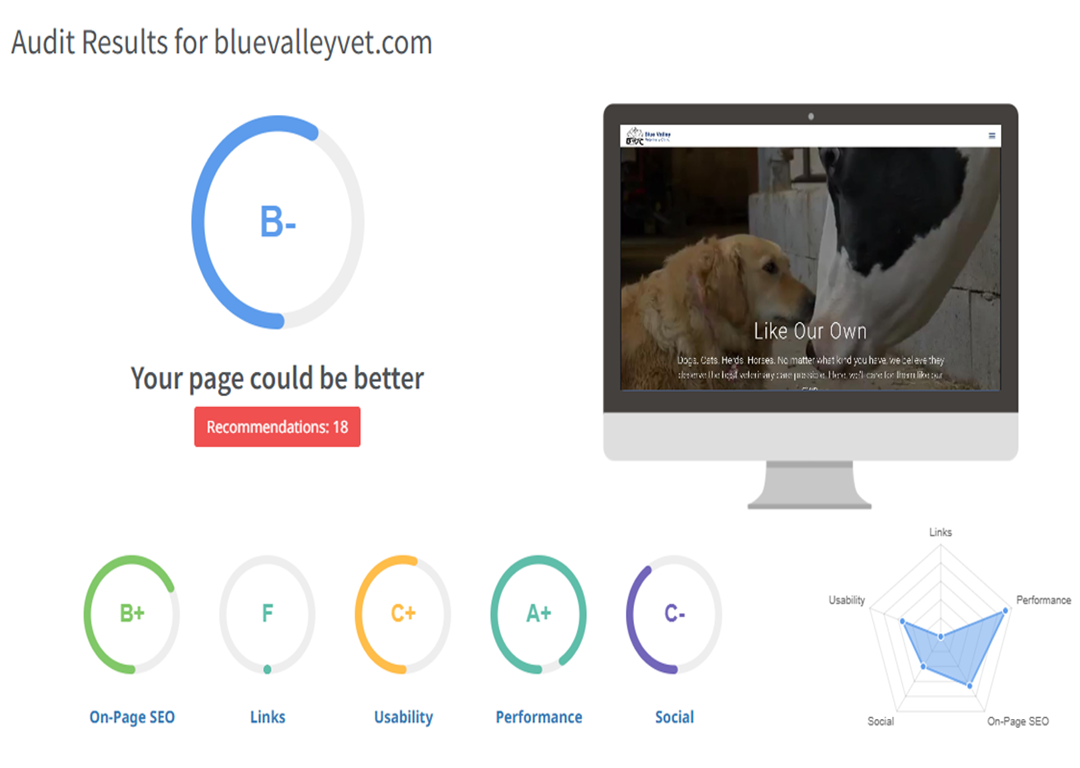 Audit Results for bluevalleyvet.com
B-
Your page could be better
Recommendations: 18
Blue Valley
Like Our Own
Dogs. Cats. Herds. Horses. No matter what kind you have, we believe they
deserve the best veterinary care possible. Here, we'll care for them like our
B+
F
C+
A+
C-
On-Page SEO
Links
Usability
Performance
Social
Links
Usability
Performance
Social
On-Page SEO